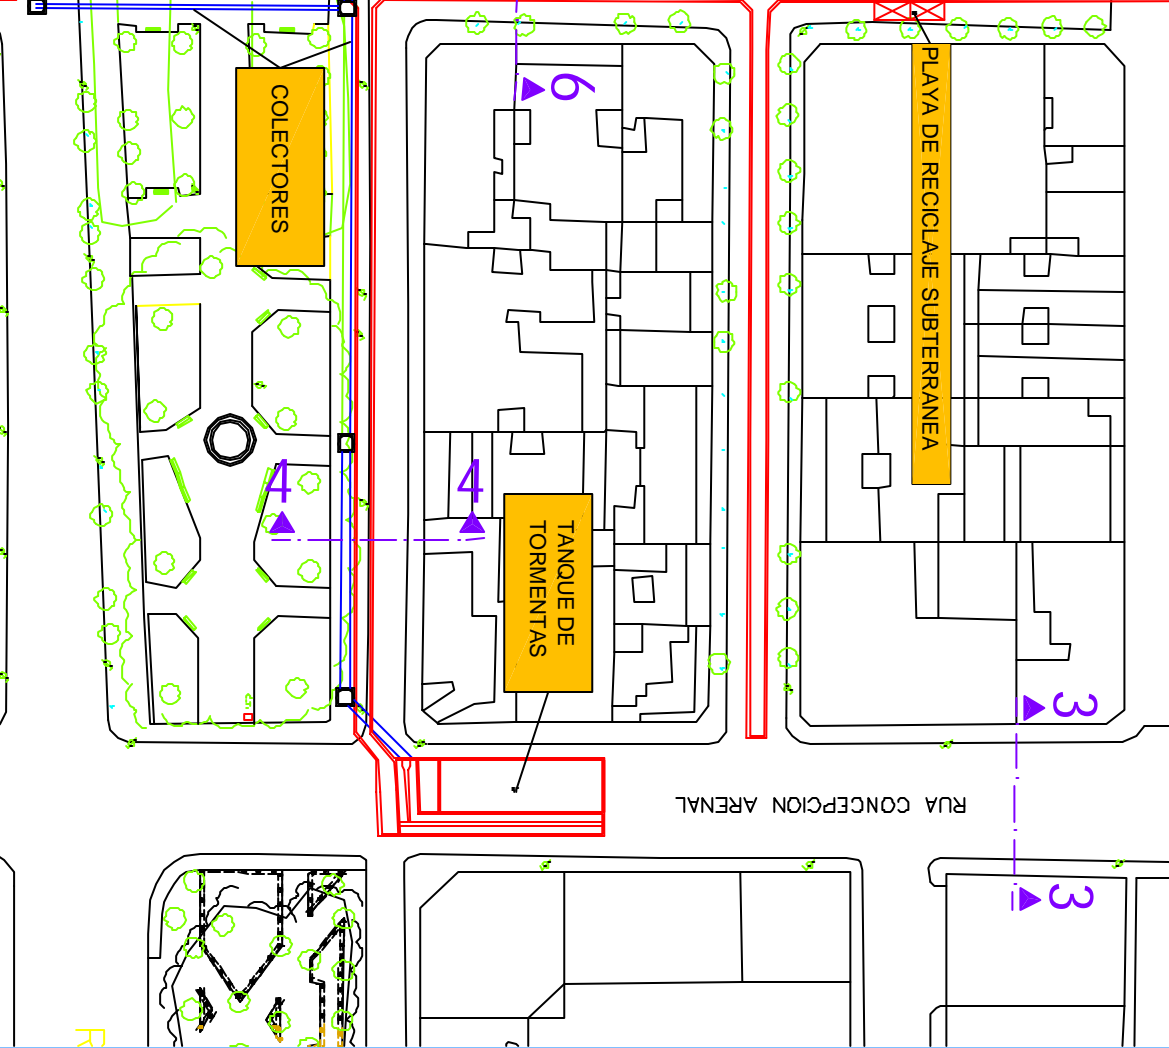 COLECTORES
6
PLAYA DE RECICLAJE SUBTERRANEA
4
4
TANQUE DE
TORMENTAS
3
RUA CONCEPCION ARENAL
3
R